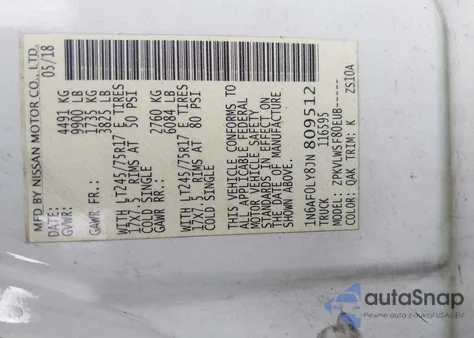 MFD BY NISSAN MOTOR CO., LTD.
DATE: 05/18
GVWR: 4491 KG
9900 LB
GAWR FR.: 1735 KG
3825 LB
WITH LT245/75R17 E TIRES
17X7.5 RIMS AT 50 PSI
COLD SINGLE
GAWR RR.: 2760 KG
6084 LB
WITH LT245/75R17 E TIRES
17X7.5 RIMS AT 80 PSI
COLD SINGLE
THIS VEHICLE CONFORMS TO
ALL APPLICABLE FEDERAL
MOTOR VEHICLE SAFETY
STANDARDS IN EFFECT ON
THE DATE OF MANUFACTURE
SHOWN ABOVE.
1N6AF0LY8JN 809512
TRUCK 116595
MODEL: ZPKVLWSF80EUB-----
COLOR: QAK TRIM: K
ZS10A
autoSnap
Pewne auto z USA i EU